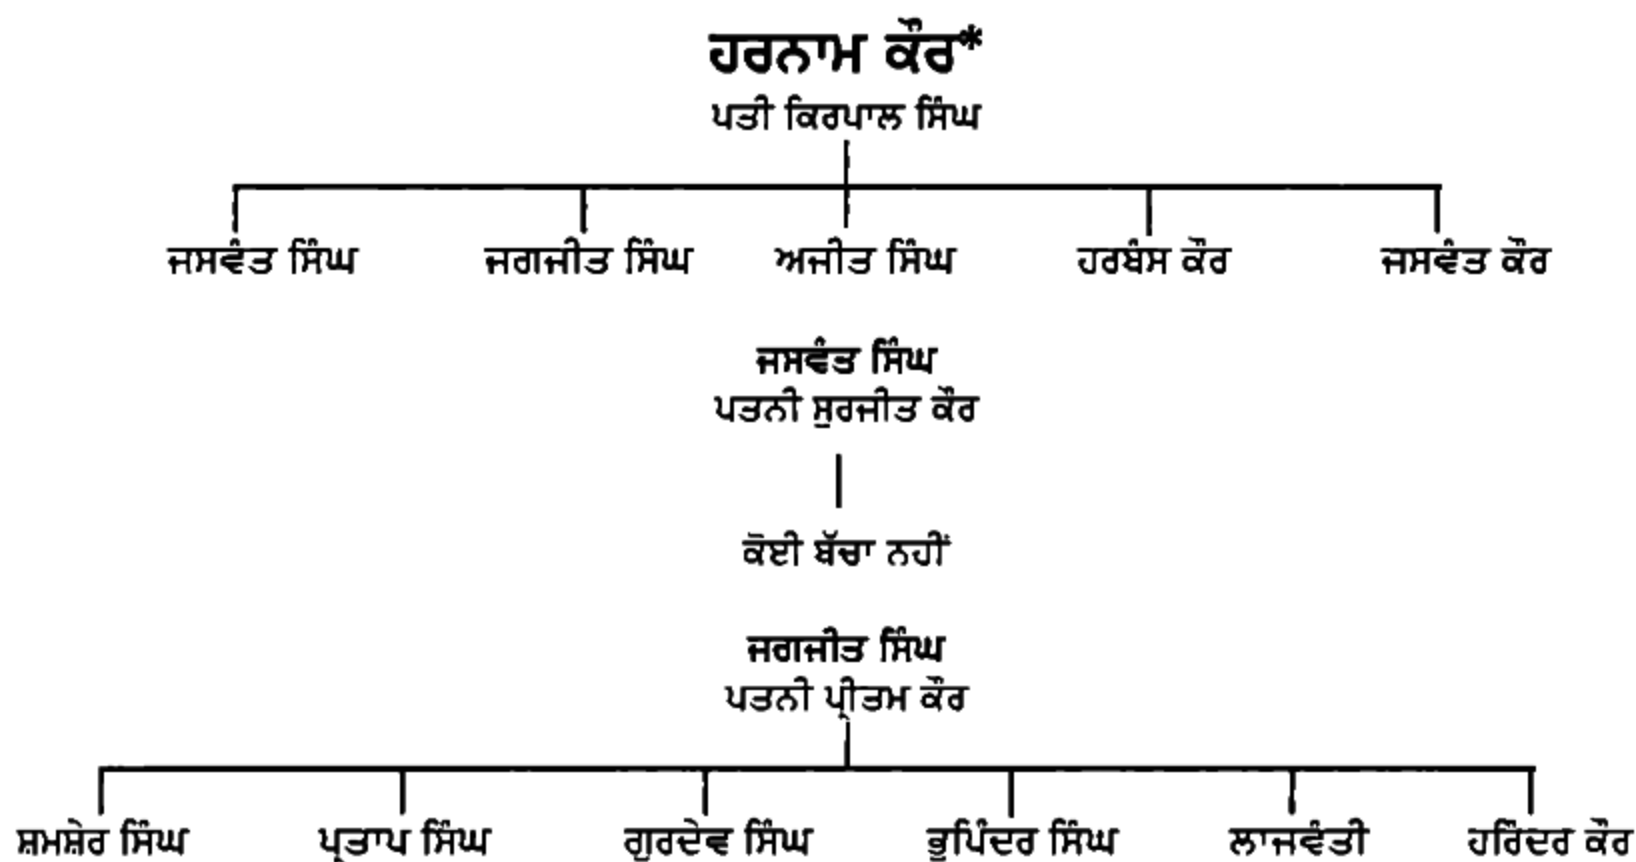 ਹਰਨਾਮ ਕੌਰ*
ਪਤੀ ਕਿਰਪਾਲ ਸਿੰਘ
ਜਸਵੰਤ ਸਿੰਘ ਜਗਜੀਤ ਸਿੰਘ ਅਜੀਤ ਸਿੰਘ ਹਰਬੰਸ ਕੌਰ ਜਸਵੰਤ ਕੌਰ
ਜਸਵੰਤ ਸਿੰਘ
ਪਤਨੀ ਸੁਰਜੀਤ ਕੌਰ
ਕੋਈ ਬੱਚਾ ਨਹੀਂ
ਜਗਜੀਤ ਸਿੰਘ
ਪਤਨੀ ਪ੍ਰੀਤਮ ਕੌਰ
ਸ਼ਮਸ਼ੇਰ ਸਿੰਘ ਪ੍ਰਤਾਪ ਸਿੰਘ ਗੁਰਦੇਵ ਸਿੰਘ ਭੁਪਿੰਦਰ ਸਿੰਘ ਲਾਜਵੰਤੀ ਹਰਿੰਦਰ ਕੌਰ